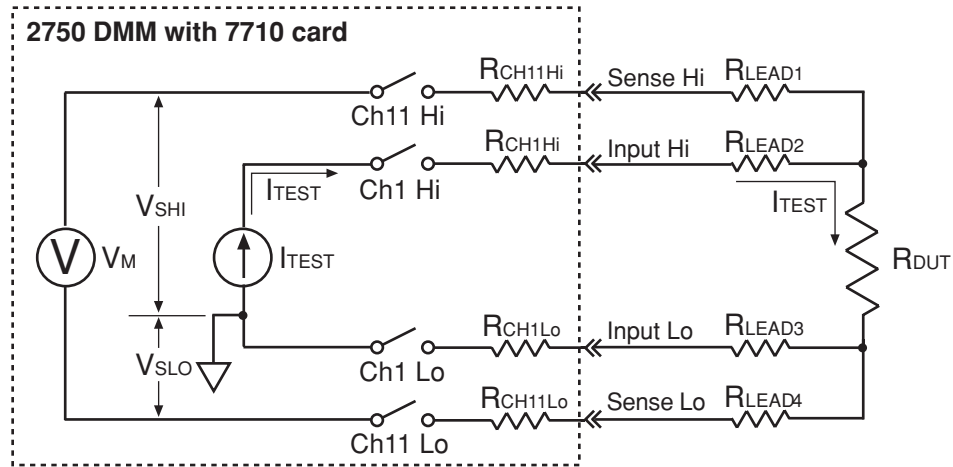 2750 DMM with 7710 card
RCH11Hi
Sense Hi
RLEAD1
Ch11 Hi
RCH1Hi
Input Hi
RLEAD2
Ch1 Hi
ITEST
ITEST
VSHI
V
VM
ITEST
RDUT
RCH1Lo
Input Lo
RLEAD3
VSLO
Ch1 Lo
RCH11Lo
Sense Lo
RLEAD4
Ch11 Lo